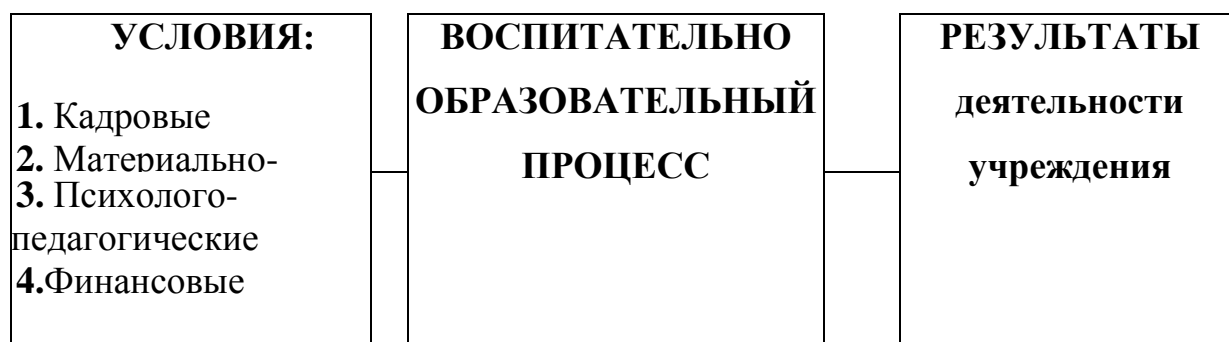 УСЛОВИЯ:
1. Кадровые
2. Материально-
3. Психолого-
педагогические
4.Финансовые
ВОСПИТАТЕЛЬНО
ОБРАЗОВАТЕЛЬНЫЙ
ПРОЦЕСС
РЕЗУЛЬТАТЫ
деятельности
учреждения